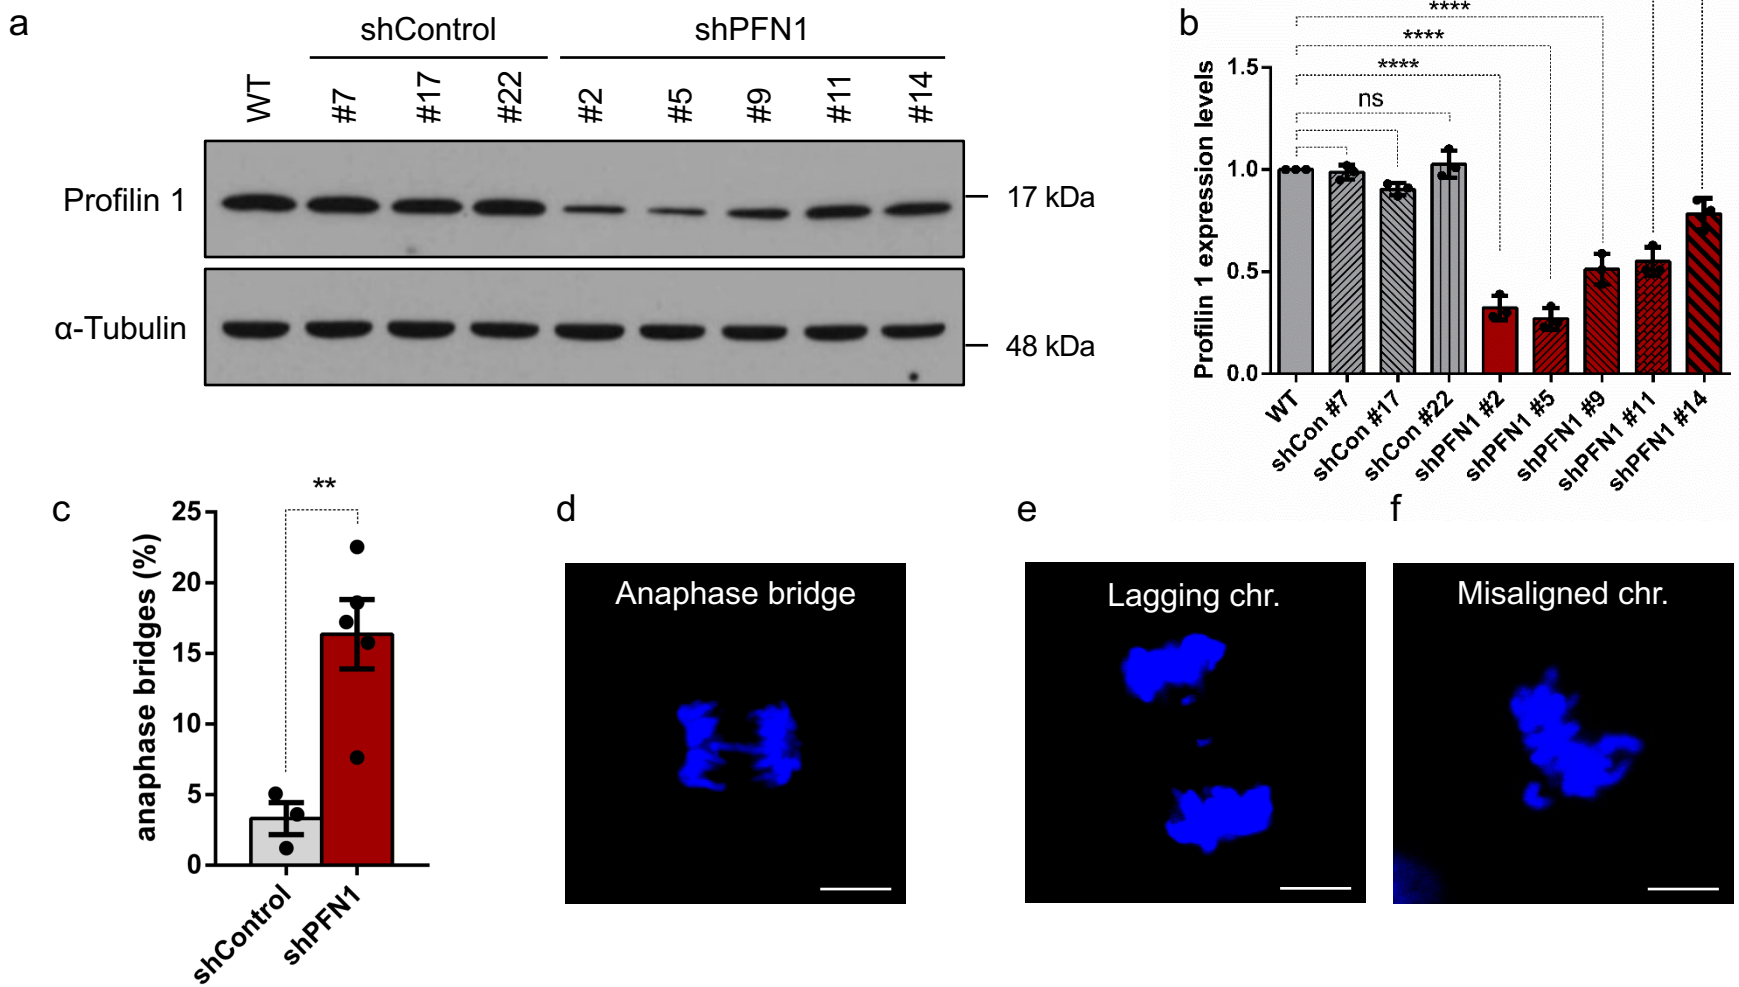 a
shControl
shPFN1
WT
#7
#17
#22
#2
#5
#9
#11
#14
Profilin 1
17 kDa
α-Tubulin
48 kDa
b
****
****
****
ns
Profilin 1 expression levels
1.5
1.0
0.5
0.0
WT
shCon #7
shCon #17
shCon #22
shPFN1 #2
shPFN1 #5
shPFN1 #9
shPFN1 #11
shPFN1 #14
c
**
anaphase bridges (%)
25
20
15
10
5
0
shControl
shPFN1
d
Anaphase bridge
e
Lagging chr.
f
Misaligned chr.